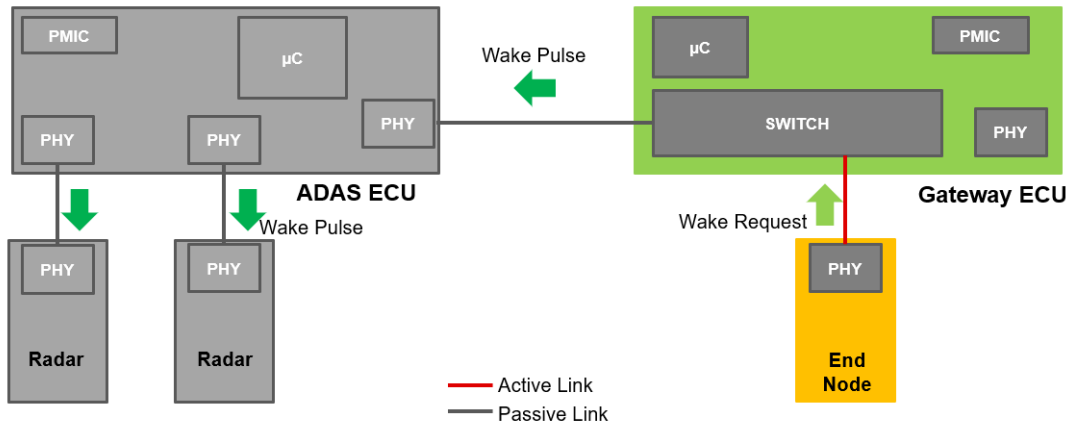 PMIC
µC
PHY
PHY
PHY
ADAS ECU
Wake Pulse
µC
PMIC
SWITCH
PHY
Gateway ECU
Wake Pulse
Wake Request
PHY
Radar
PHY
Radar
PHY
End
Node
Active Link
Passive Link